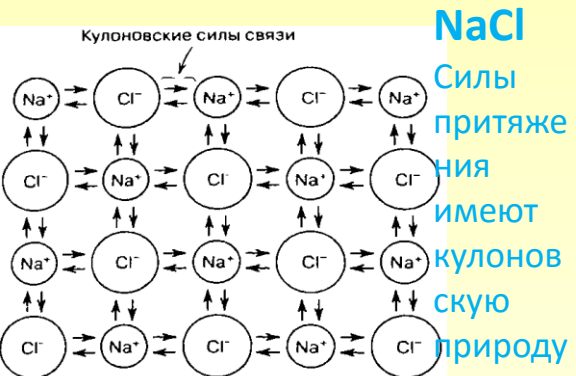 Кулоновские силы связи
Na⁺ Cl⁻ Na⁺ Cl⁻ Na⁺
Cl⁻ Na⁺ Cl⁻ Na⁺ Cl⁻
Na⁺ Cl⁻ Na⁺ Cl⁻ Na⁺
Cl⁻ Na⁺ Cl⁻ Na⁺ Cl⁻
NaCl
Силы
притяже
ния
имеют
кулонов
скую
природу